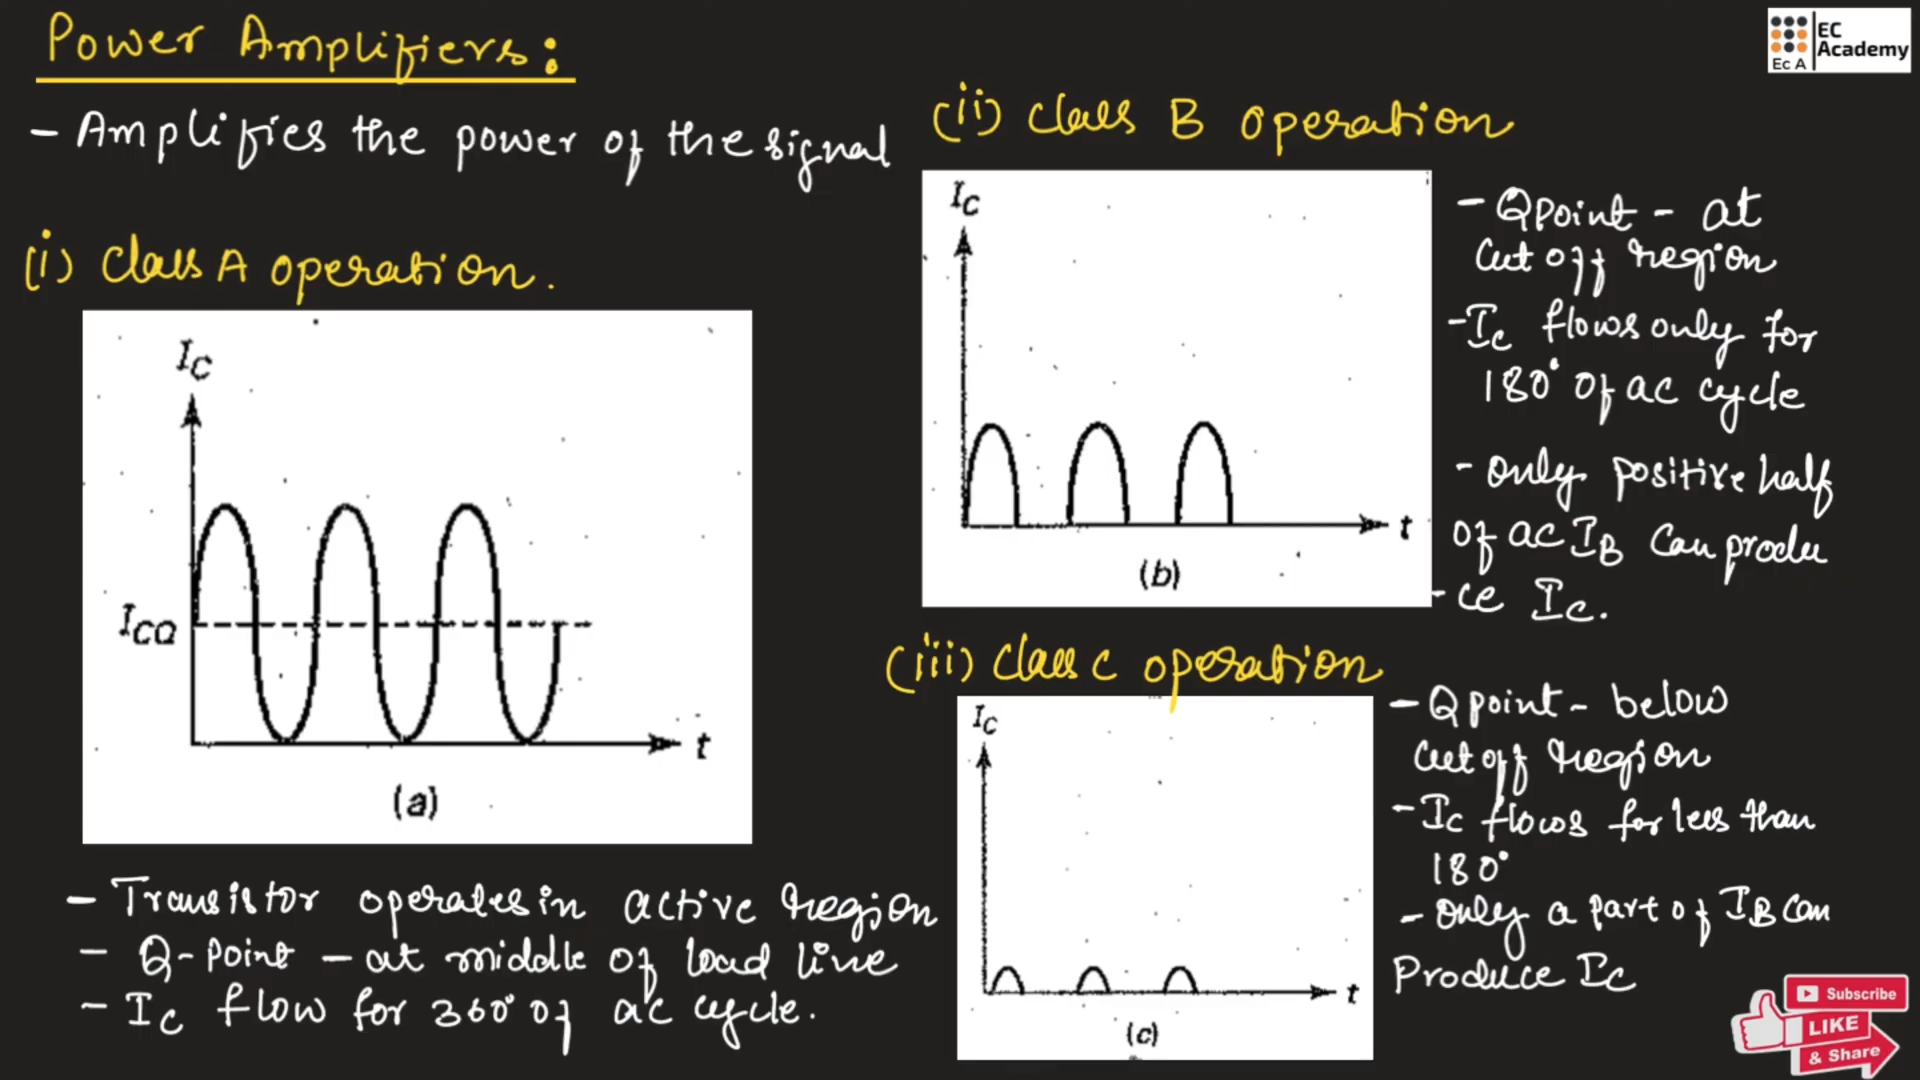 Power Amplifiers:
- Amplifies the power of the signal
(i) Class A operation.
IC
ICQ
t
(a)
- Transistor operates in active region
- Q-point - at middle of load line
- IC flow for 360° of ac cycle.
EC
Academy
Ec A
(ii) Class B operation
IC
t
(b)
- Qpoint - at
Cut off region
- IC flows only for
180° of ac cycle
- only positive half
of ac IB can produ
- ce IC.
(iii) Class C operation
IC
t
(c)
- Q point - below
cut off region
- IC flows for less than
180°
- only a part of IB can
Produce IC
Subscribe
LIKE
& Share